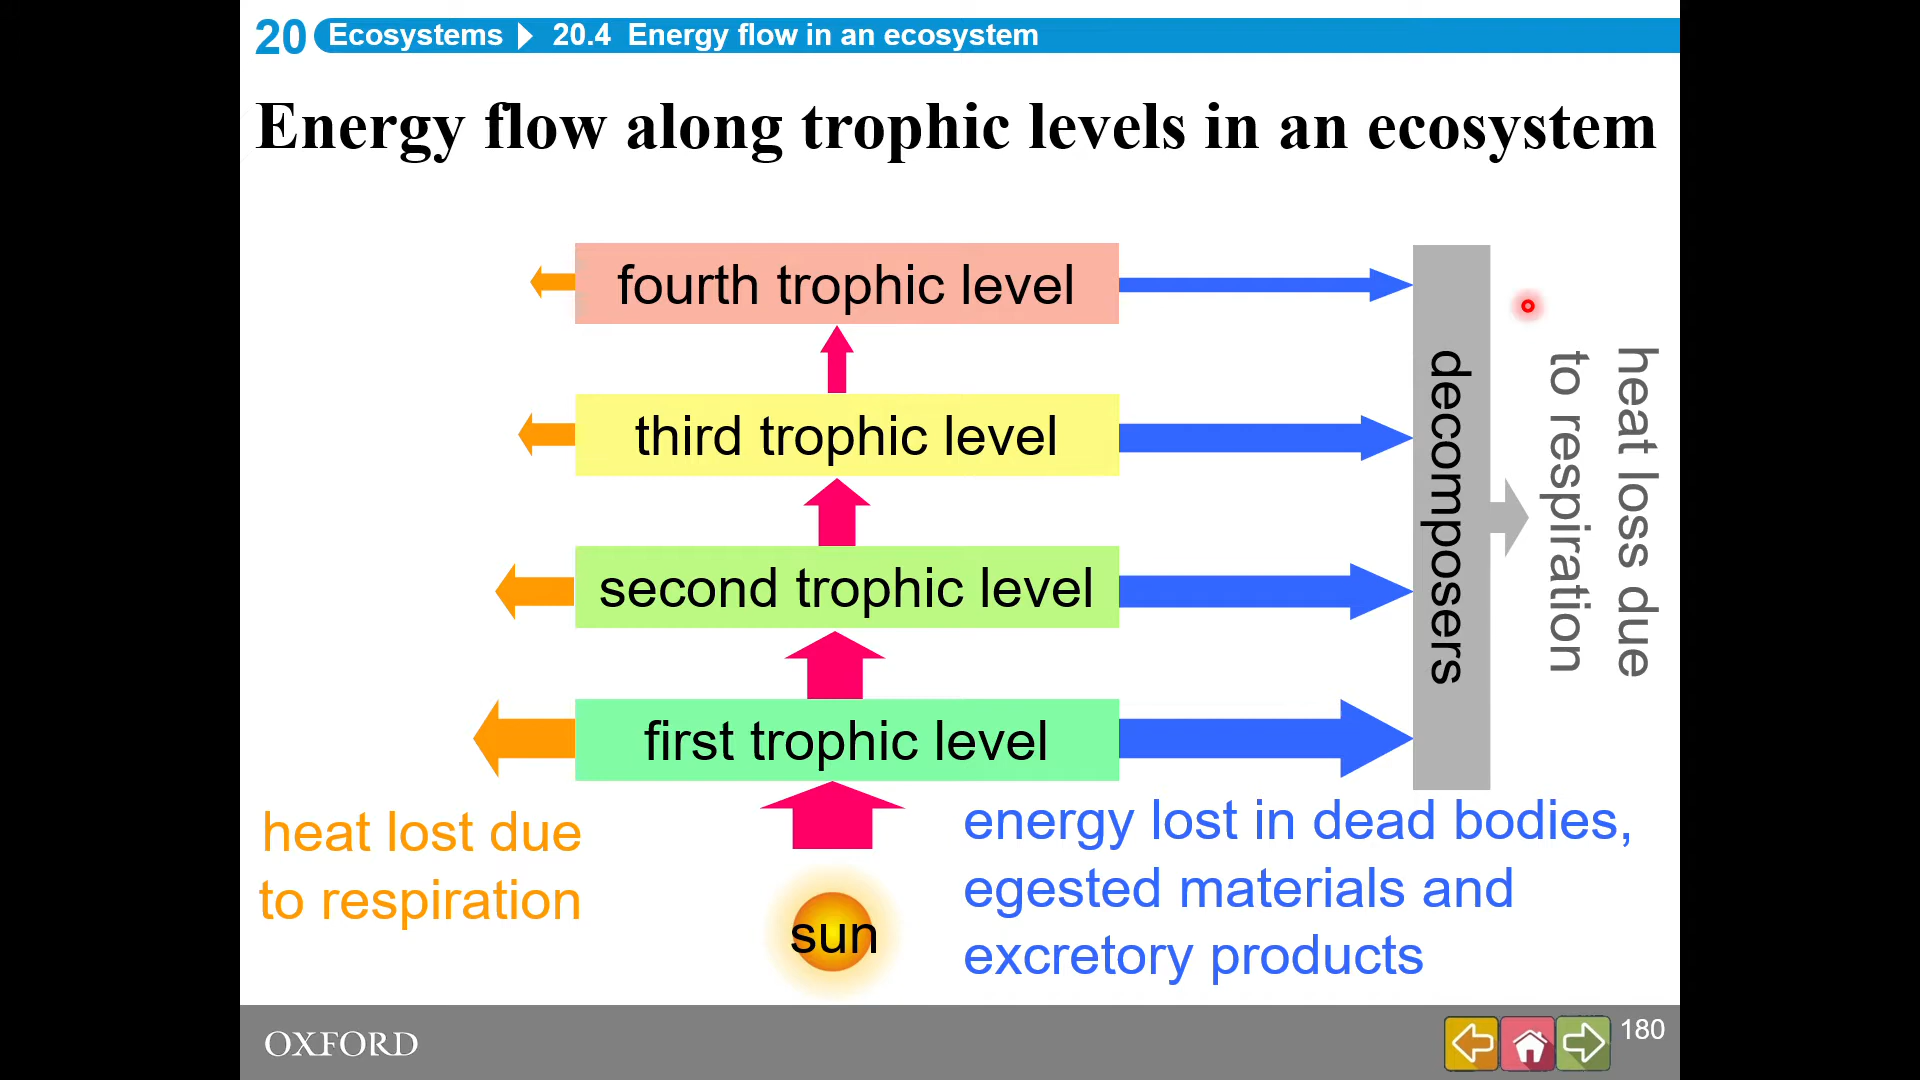 20 Ecosystems 20.4 Energy flow in an ecosystem
Energy flow along trophic levels in an ecosystem
fourth trophic level
third trophic level
second trophic level
first trophic level
decomposers
heat loss due
to respiration
heat lost due
to respiration
sun
energy lost in dead bodies,
egested materials and
excretory products
OXFORD
180